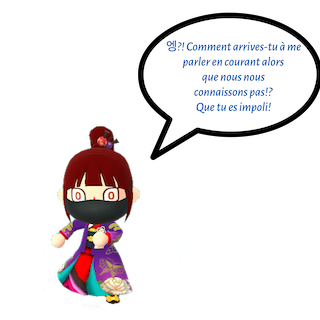 엥?! Comment arrives-tu à me
parler en courant alors
que nous nous
connaissons pas!?
Que tu es impoli!